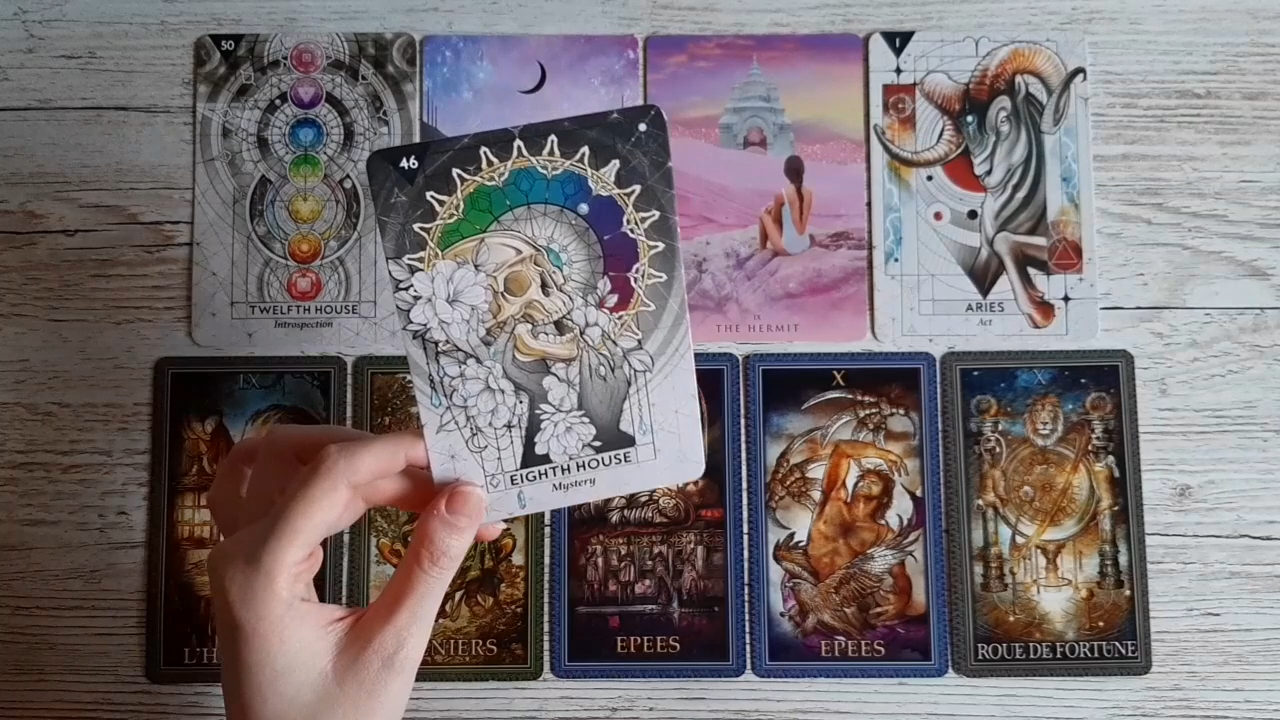 50
TWELFTH HOUSE
Introspection
IX
THE HERMIT
I
ARIES
Act
46
EIGHTH HOUSE
Mystery
IX
L'H
NIERS
EPEES
X
EPEES
X
ROUE DE FORTUNE